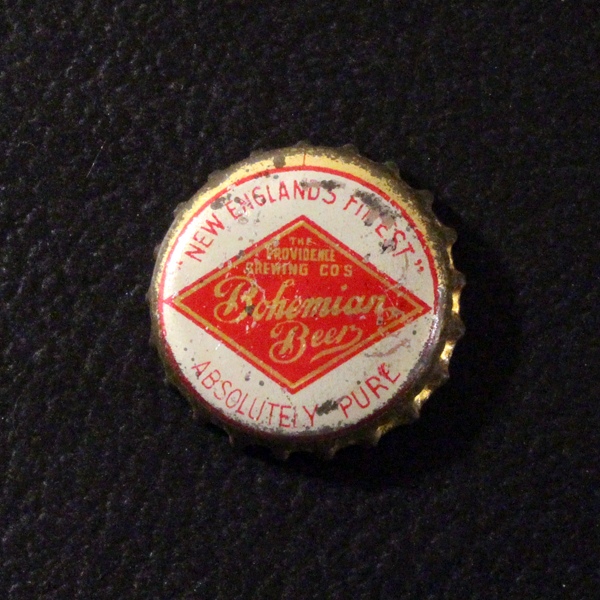 "NEW ENGLANDS FINEST"
THE
PROVIDENCE
BREWING CO'S
Bohemian
Beer
ABSOLUTELY PURE